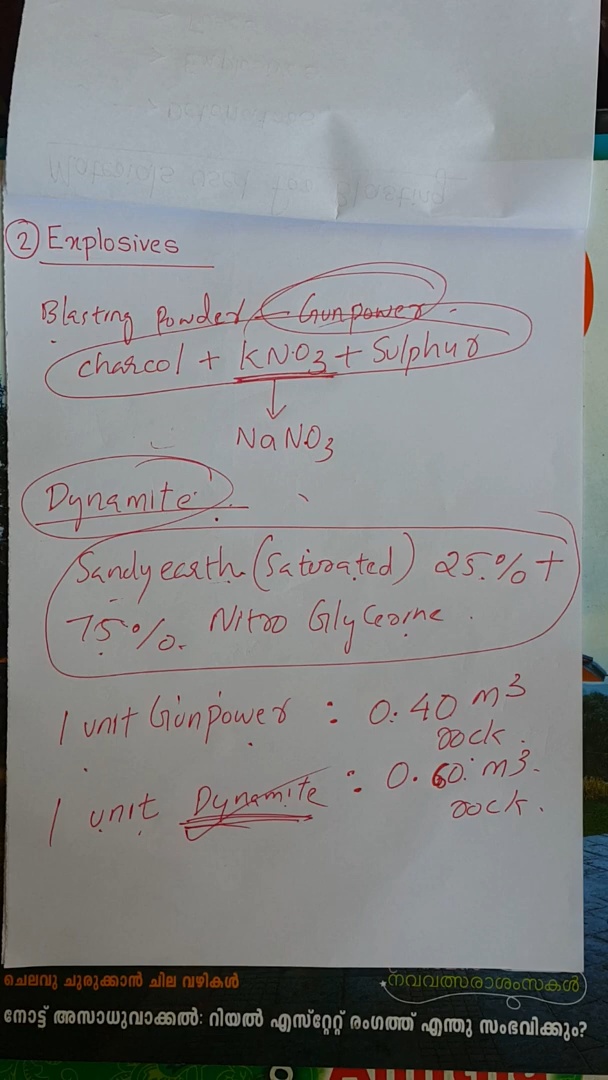 ② Explosives
Blasting Powder - Gunpower
charcol + KNO3 + Sulphur
NaNO3
Dynamite
Sandy earth (Saturated) 25% +
75%. Nitro Glycerine
1 unit Gunpower : 0.40 m3
rock.
1 unit Dynamite : 0.60 m3.
rock.
ചെലവു ചുരുക്കാൻ ചില വഴികൾ
നവവത്സരാശംസകൾ
നോട്ട് അസാധുവാക്കൽ: റിയൽ എസ്റ്റേറ്റ് രംഗത്ത് എന്തു സംഭവിക്കും?